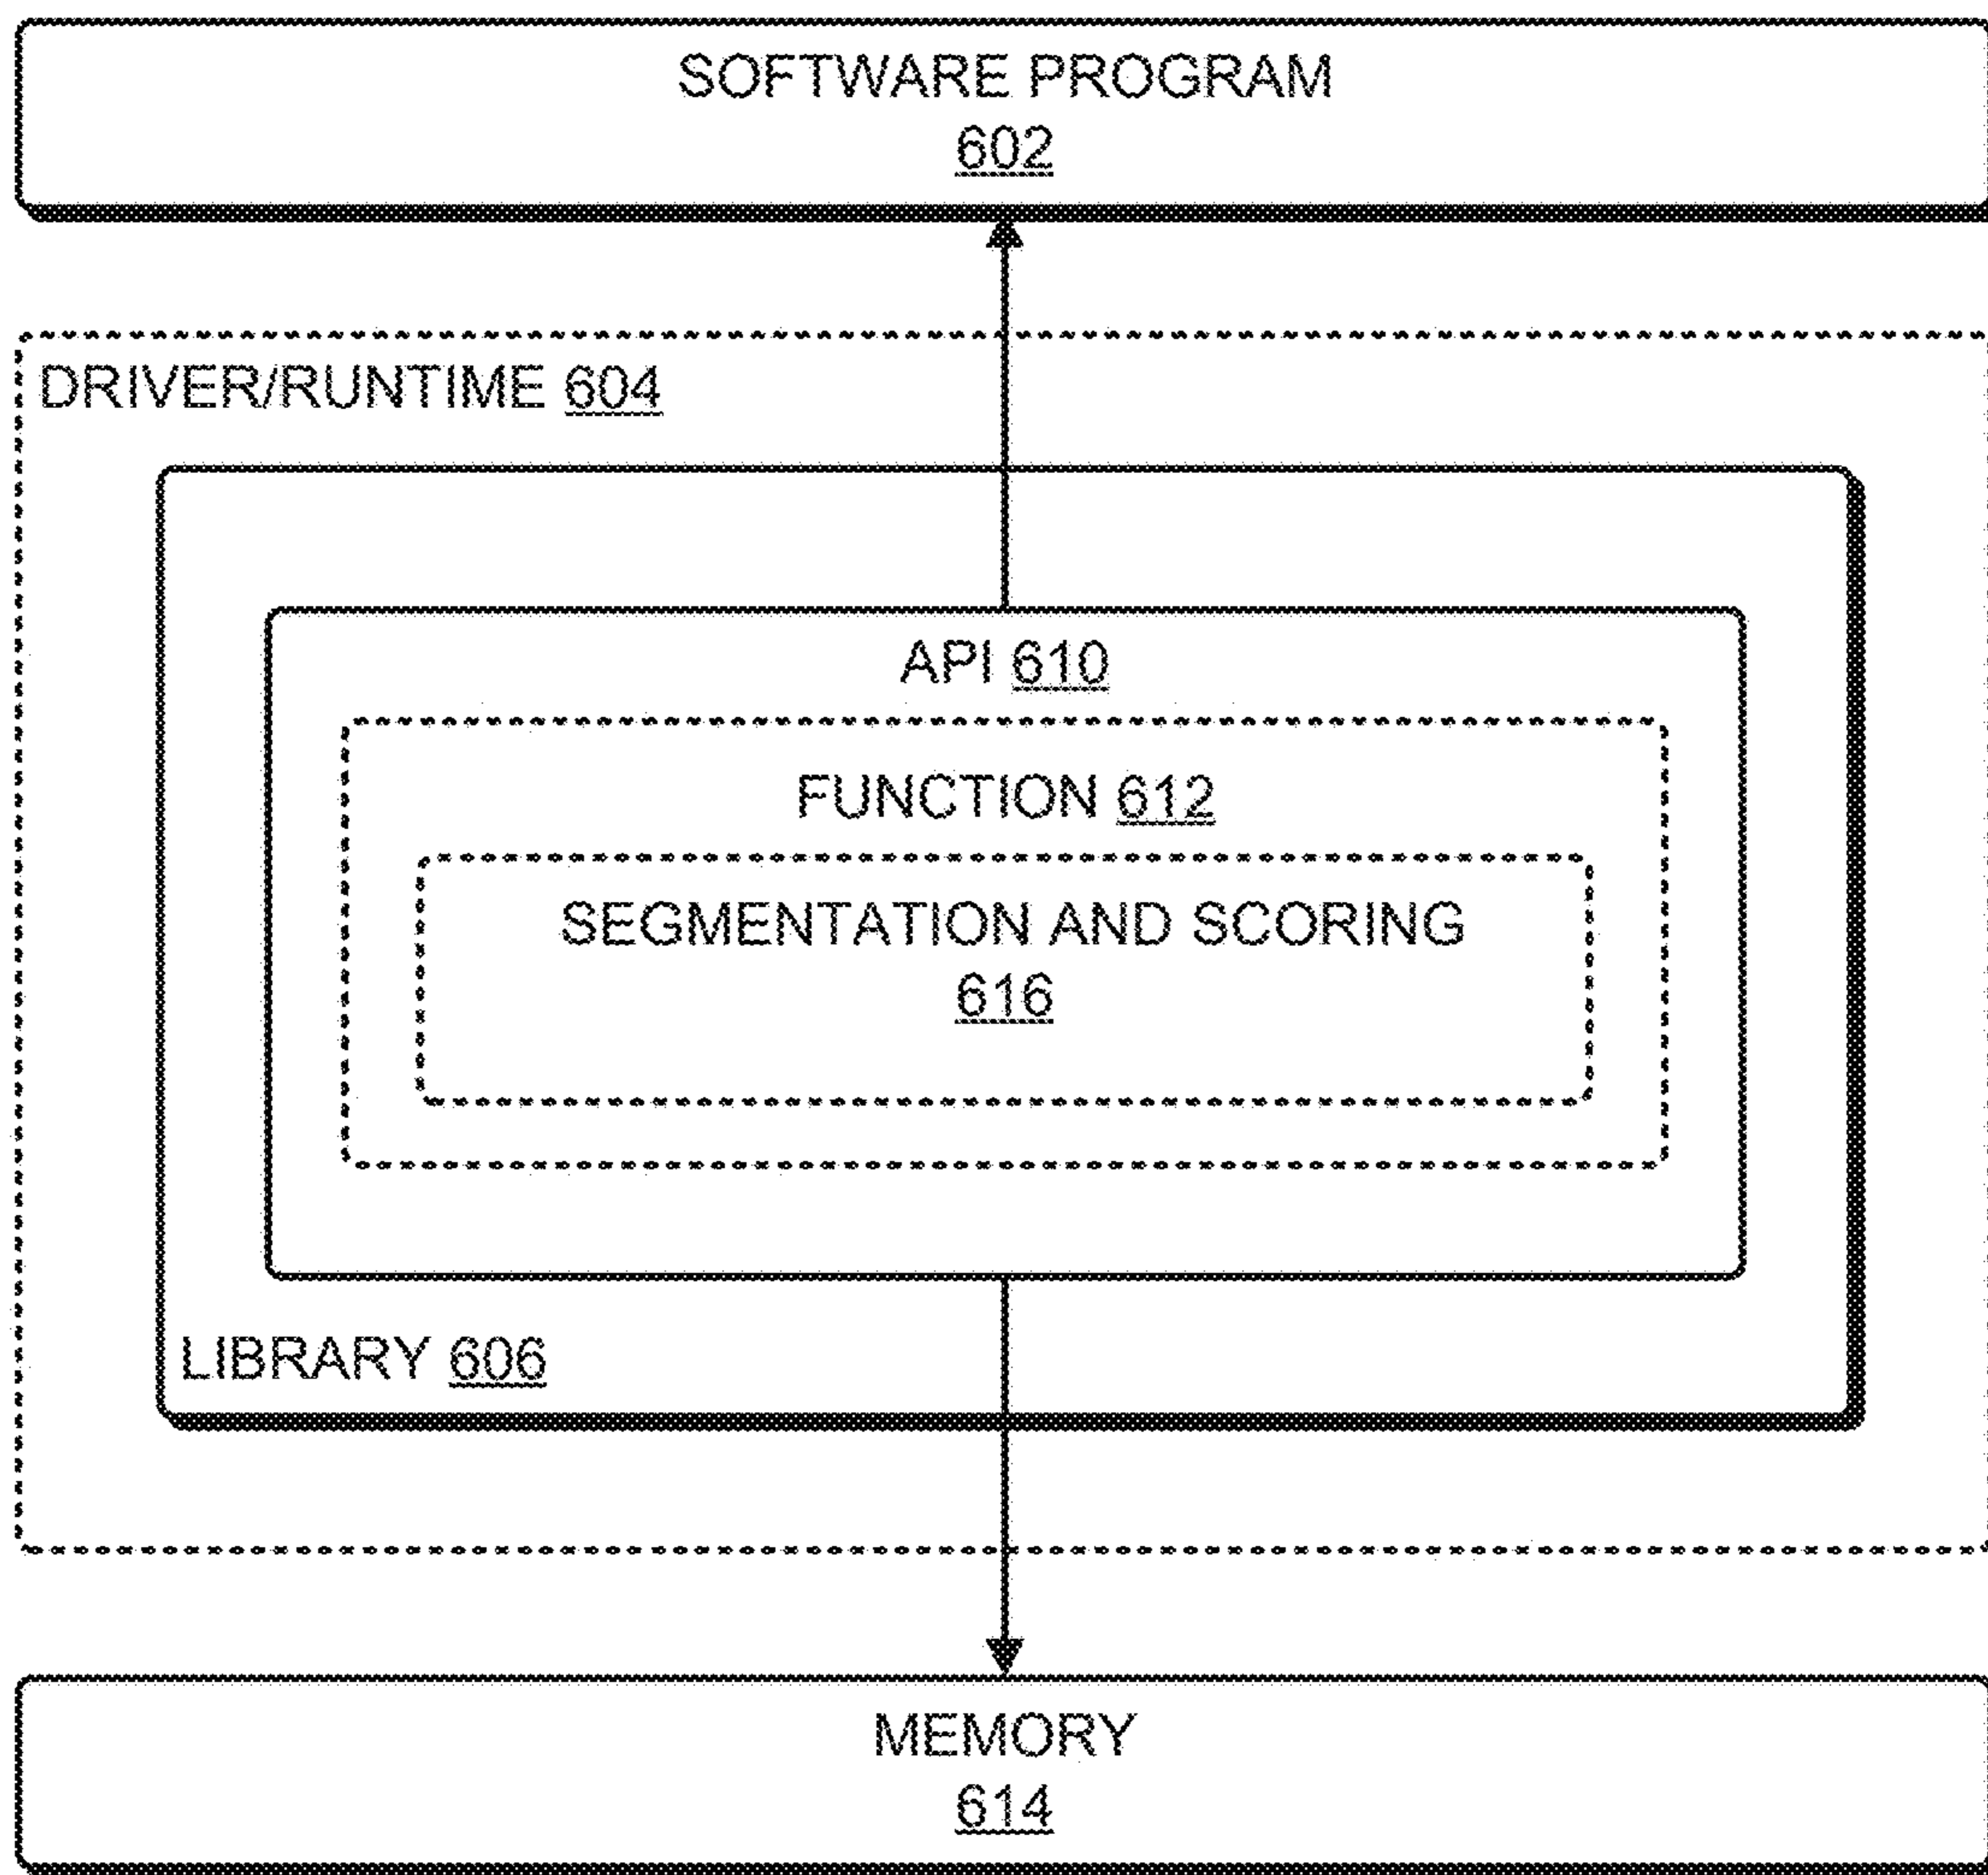 SOFTWARE PROGRAM
602
DRIVER/RUNTIME 604
API 610
FUNCTION 612
SEGMENTATION AND SCORING
616
LIBRARY 606
MEMORY
614